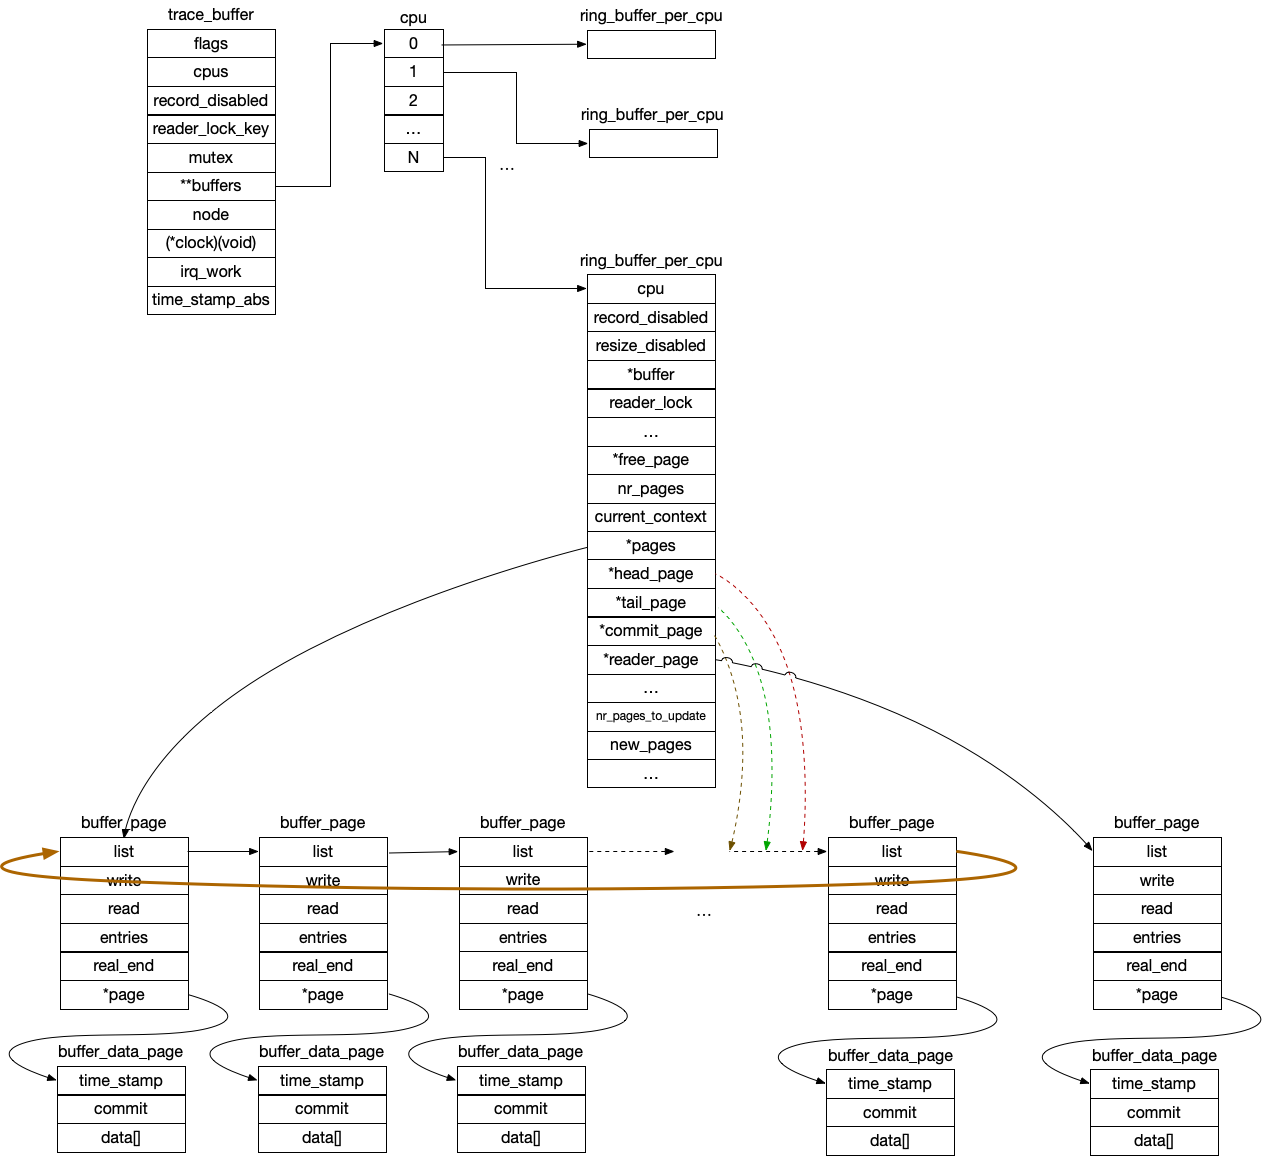 trace_buffer
flags
cpus
record_disabled
reader_lock_key
mutex
**buffers
node
(*clock)(void)
irq_work
time_stamp_abs
cpu
0
1
2
...
N
ring_buffer_per_cpu
ring_buffer_per_cpu
...
ring_buffer_per_cpu
cpu
record_disabled
resize_disabled
*buffer
reader_lock
...
*free_page
nr_pages
current_context
*pages
*head_page
*tail_page
*commit_page
*reader_page
...
nr_pages_to_update
new_pages
...
buffer_page
list
write
read
entries
real_end
*page
buffer_page
list
write
read
entries
real_end
*page
buffer_page
list
write
read
entries
real_end
*page
...
buffer_page
list
write
read
entries
real_end
*page
buffer_page
list
write
read
entries
real_end
*page
buffer_data_page
time_stamp
commit
data[]
buffer_data_page
time_stamp
commit
data[]
buffer_data_page
time_stamp
commit
data[]
buffer_data_page
time_stamp
commit
data[]
buffer_data_page
time_stamp
commit
data[]